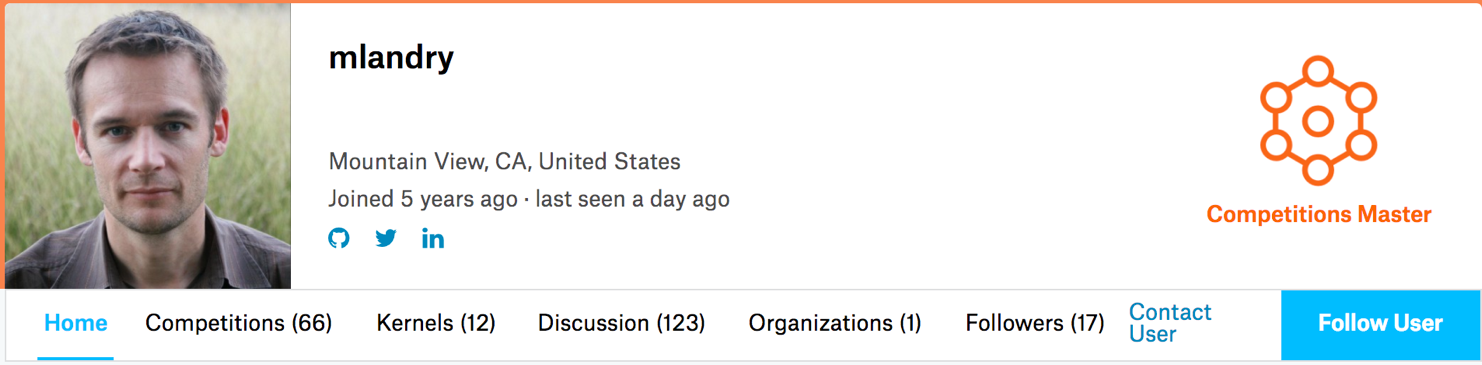 mlandry
Mountain View, CA, United States
Joined 5 years ago · last seen a day ago
in
Competitions Master
Home Competitions (66) Kernels (12) Discussion (123) Organizations (1) Followers (17) Contact User Follow User